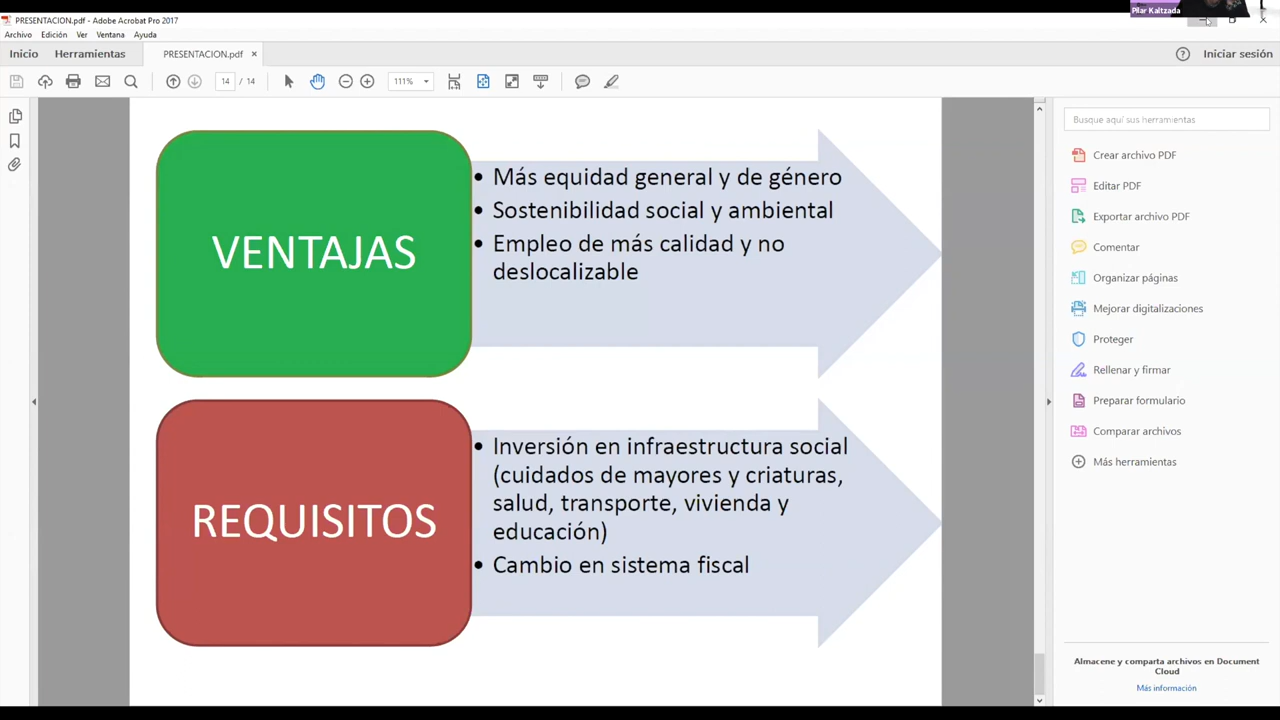 Pilar Kaltzada
PRESENTACION.pdf - Adobe Acrobat Pro 2017
Archivo Edición Ver Ventana Ayuda
Inicio Herramientas PRESENTACION.pdf × Iniciar sesión
14 / 14 111%
Busque aquí sus herramientas
Crear archivo PDF
Editar PDF
Exportar archivo PDF
Comentar
Organizar páginas
Mejorar digitalizaciones
Proteger
Rellenar y firmar
Preparar formulario
Comparar archivos
Más herramientas
Almacene y comparta archivos en Document
Cloud
Más información
VENTAJAS
• Más equidad general y de género
• Sostenibilidad social y ambiental
• Empleo de más calidad y no
deslocalizable
REQUISITOS
• Inversión en infraestructura social
(cuidados de mayores y criaturas,
salud, transporte, vivienda y
educación)
• Cambio en sistema fiscal